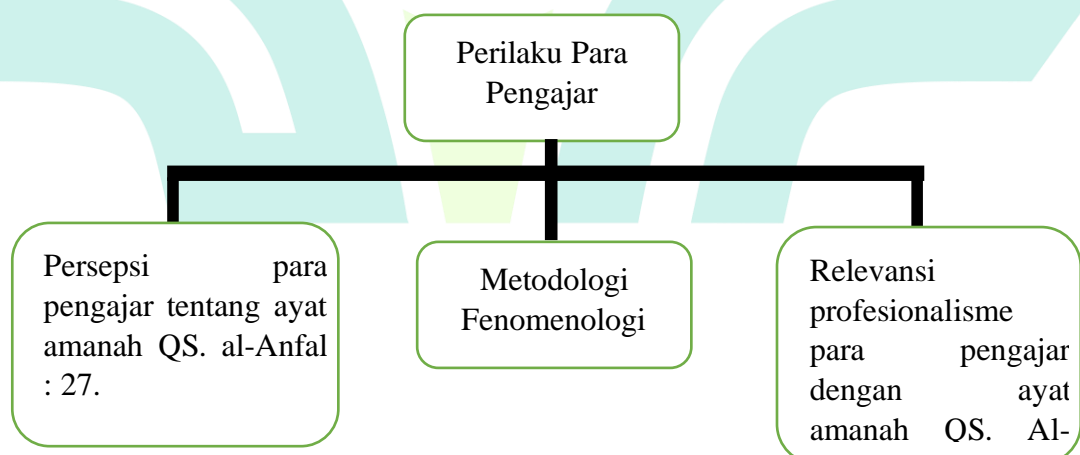 Perilaku Para
Pengajar
Persepsi para
pengajar tentang ayat
amanah QS. al-Anfal
: 27.
Metodologi
Fenomenologi
Relevansi
profesionalisme
para pengajar
dengan ayat
amanah QS. Al-